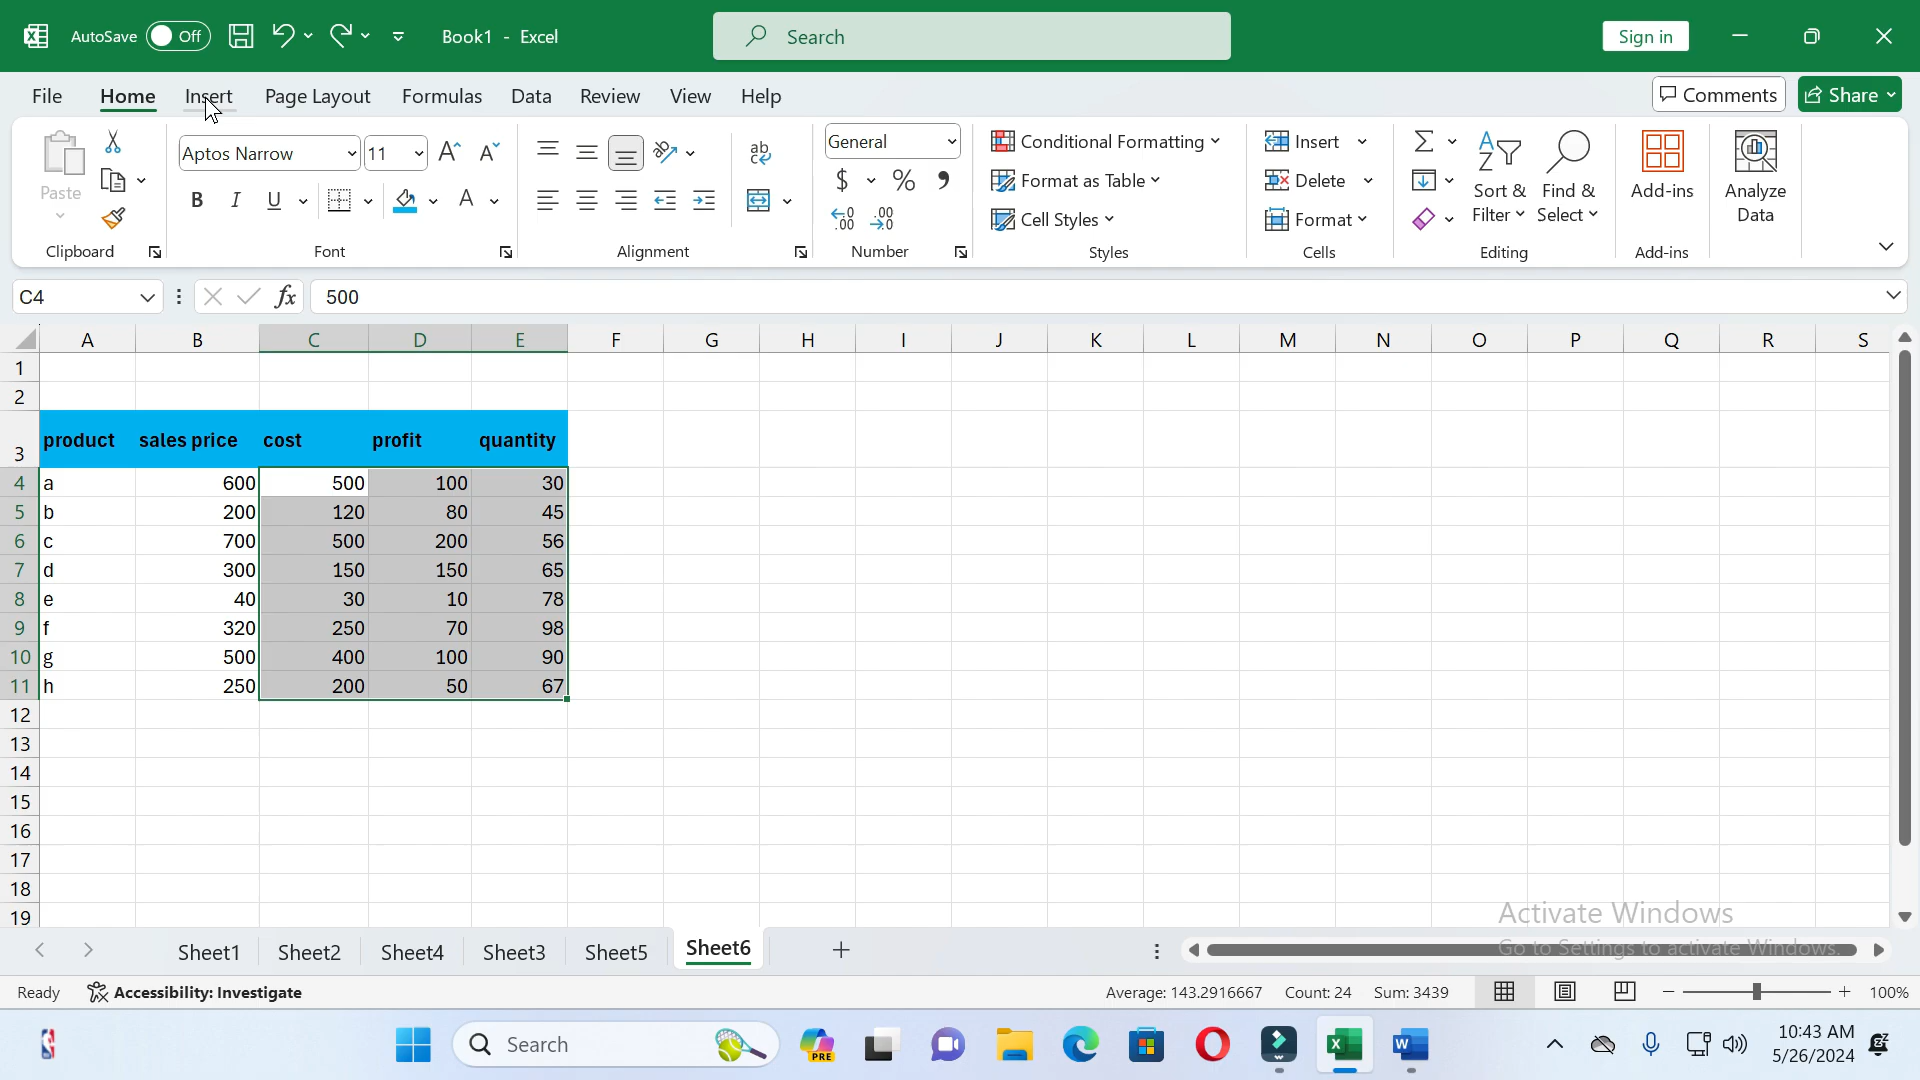 AutoSave Off Book1 - Excel Search Sign in
File Home Insert Page Layout Formulas Data Review View Help Comments Share
Paste Aptos Narrow 11 A A ab c General Conditional Formatting Insert Σ A Z Sort & Filter Find & Select Add-ins Analyze Data
B I U A $ % , Format as Table Delete
.00 .00 Cell Styles Format
Clipboard Font Alignment Number Styles Cells Editing Add-ins
C4 fx 500
A B C D E F G H I J K L M N O P Q R S
1
2
3 product sales price cost profit quantity
4 a 600 500 100 30
5 b 200 120 80 45
6 c 700 500 200 56
7 d 300 150 150 65
8 e 40 30 10 78
9 f 320 250 70 98
10 g 500 400 100 90
11 h 250 200 50 67
12
13
14
15
16
17
18
19
Activate Windows
Go to Settings to activate Windows.
Sheet1 Sheet2 Sheet4 Sheet3 Sheet5 Sheet6
Ready Accessibility: Investigate Average: 143.2916667 Count: 24 Sum: 3439 100%
Search PRE 10:43 AM
5/26/2024